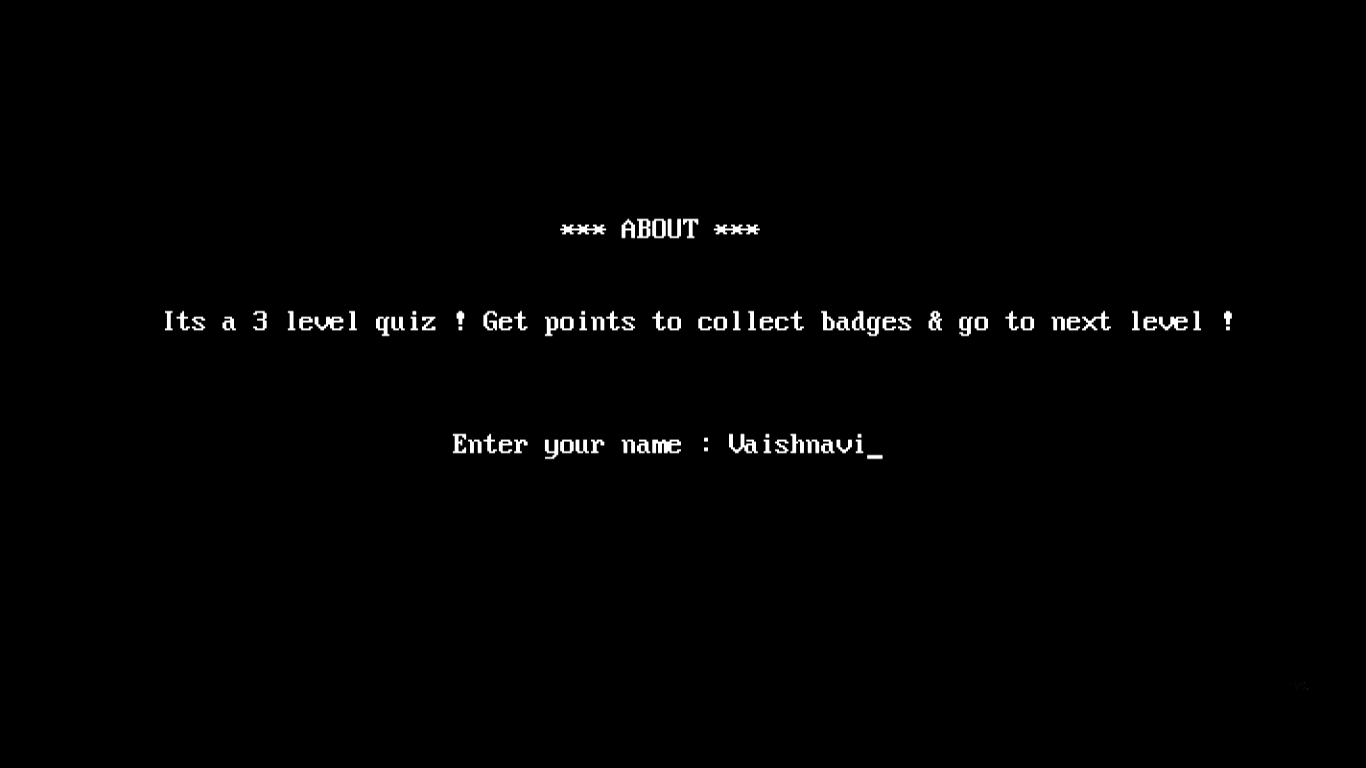 *** ABOUT ***
Its a 3 level quiz ! Get points to collect badges & go to next level !
Enter your name : Vaishnavi_